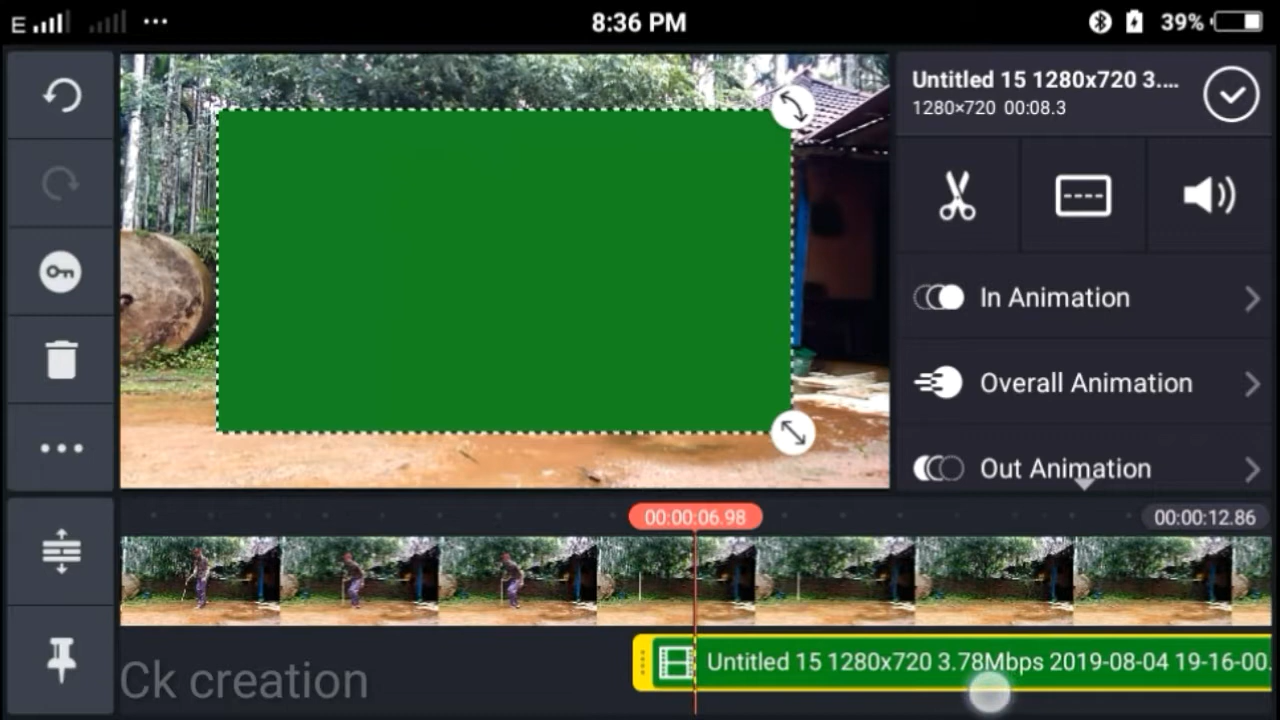 E
8:36 PM
39%
Untitled 15 1280x720 3....
1280×720 00:08.3
In Animation
Overall Animation
Out Animation
00:00:06.98
00:00:12.86
Untitled 15 1280x720 3.78Mbps 2019-08-04 19-16-00.
Ck creation